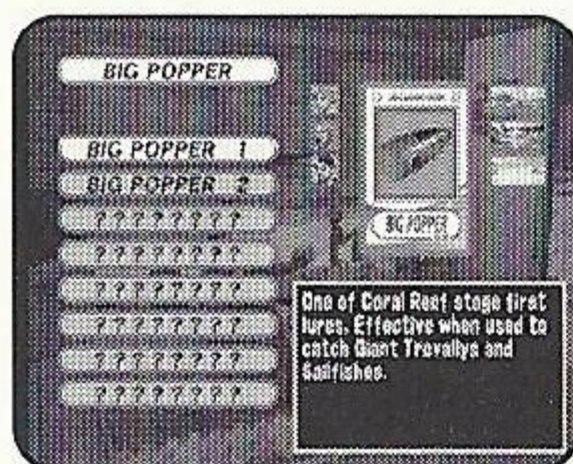 BIG POPPER
BIG POPPER 1
BIG POPPER 2
????????
????????
????????
????????
????????
????????
BIG POPPER
One of Coral Reef stage first
lures. Effective when used to
catch Giant Trevallys and
Sailfishes.